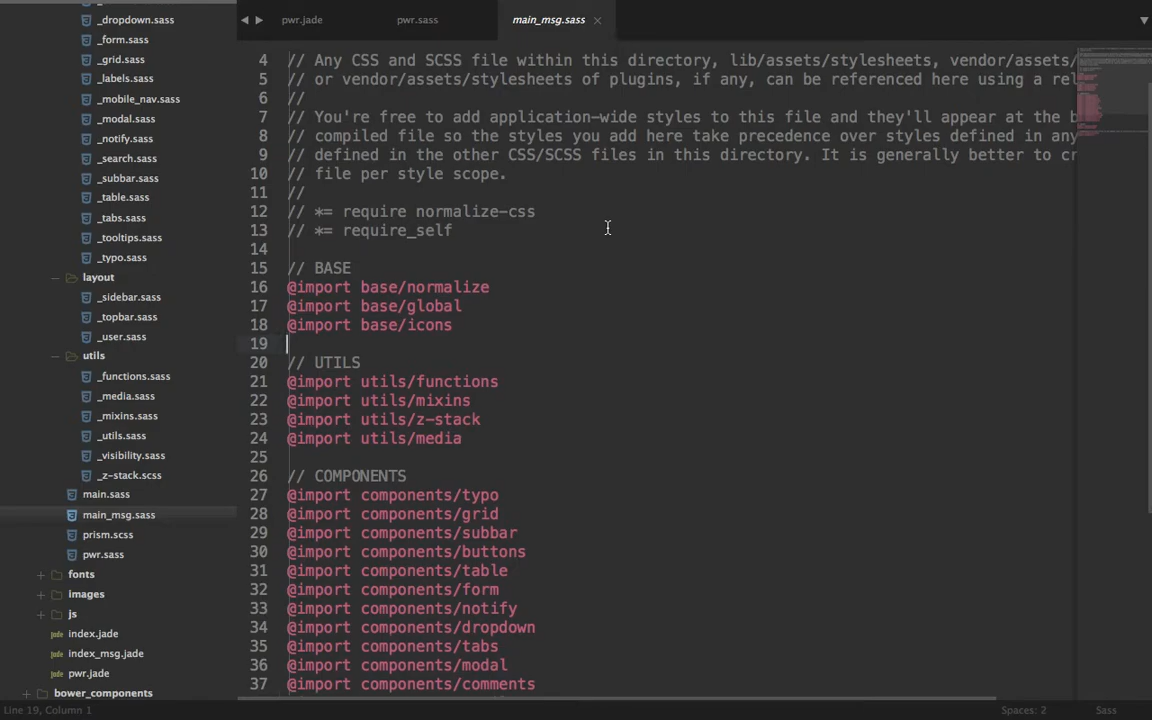 _dropdown.sass
_form.sass
_grid.sass
_labels.sass
_mobile_nav.sass
_modal.sass
_notify.sass
_search.sass
_subbar.sass
_table.sass
_tabs.sass
_tooltips.sass
_typo.sass
layout
_sidebar.sass
_topbar.sass
_user.sass
utils
_functions.sass
_media.sass
_mixins.sass
_utils.sass
_visibility.sass
_z-stack.scss
main.sass
main_msg.sass
prism.scss
pwr.sass
fonts
images
js
index.jade
index_msg.jade
pwr.jade
bower_components
pwr.jade pwr.sass main_msg.sass
4 // Any CSS and SCSS file within this directory, lib/assets/stylesheets, vendor/assets/
5 // or vendor/assets/stylesheets of plugins, if any, can be referenced here using a rel
6 //
7 // You're free to add application-wide styles to this file and they'll appear at the b
8 // compiled file so the styles you add here take precedence over styles defined in any
9 // defined in the other CSS/SCSS files in this directory. It is generally better to cr
10 // file per style scope.
11 //
12 // *= require normalize-css
13 // *= require_self
14
15 // BASE
16 @import base/normalize
17 @import base/global
18 @import base/icons
19
20 // UTILS
21 @import utils/functions
22 @import utils/mixins
23 @import utils/z-stack
24 @import utils/media
25
26 // COMPONENTS
27 @import components/typo
28 @import components/grid
29 @import components/subbar
30 @import components/buttons
31 @import components/table
32 @import components/form
33 @import components/notify
34 @import components/dropdown
35 @import components/tabs
36 @import components/modal
37 @import components/comments
Line 19, Column 1 Spaces: 2 Sass